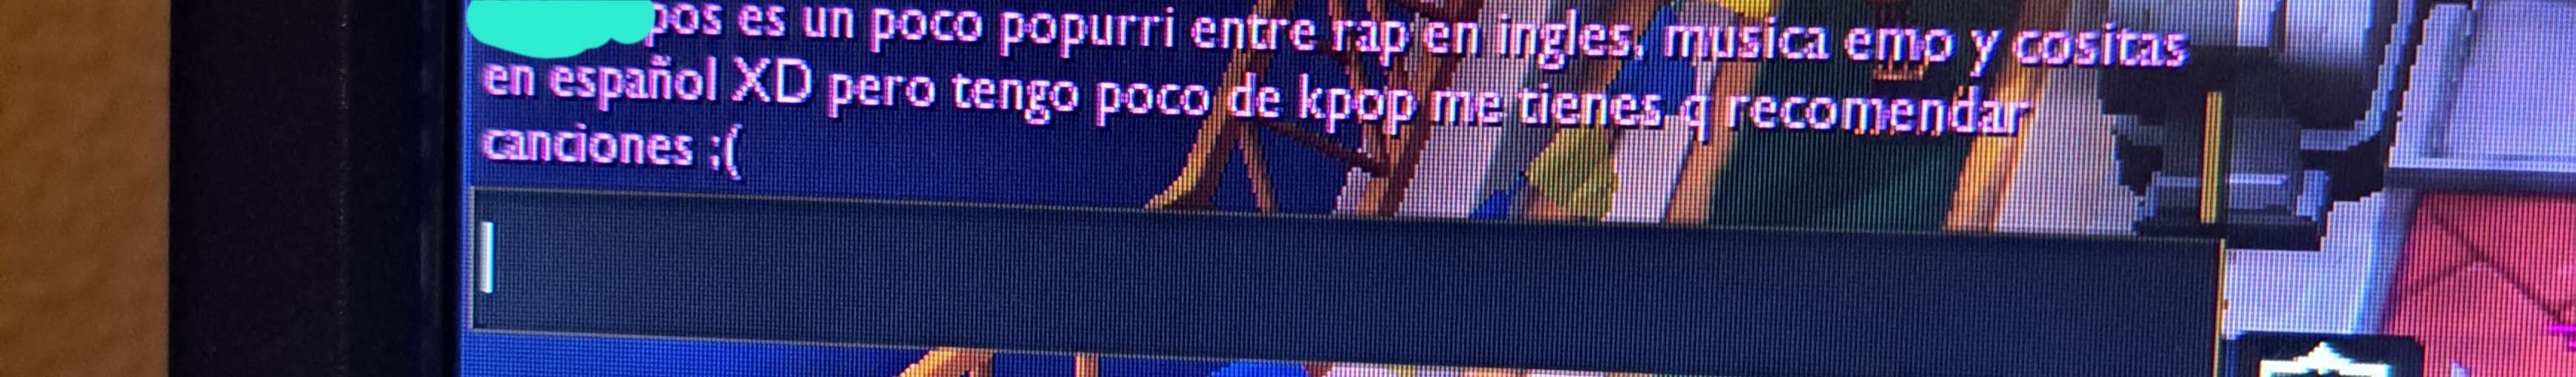 pos es un poco popurri entre rap en ingles, musica emo y cositas
en español XD pero tengo poco de kpop me tienes q recomendar
canciones :(